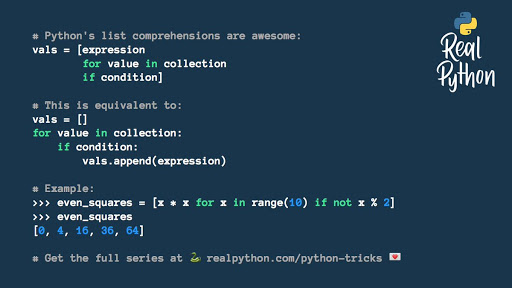 # Python's list comprehensions are awesome:
vals = [expression
        for value in collection
        if condition]

# This is equivalent to:
vals = []
for value in collection:
    if condition:
        vals.append(expression)

# Example:
>>> even_squares = [x * x for x in range(10) if not x % 2]
>>> even_squares
[0, 4, 16, 36, 64]

# Get the full series at 🐍 realpython.com/python-tricks 💌
Real
Python